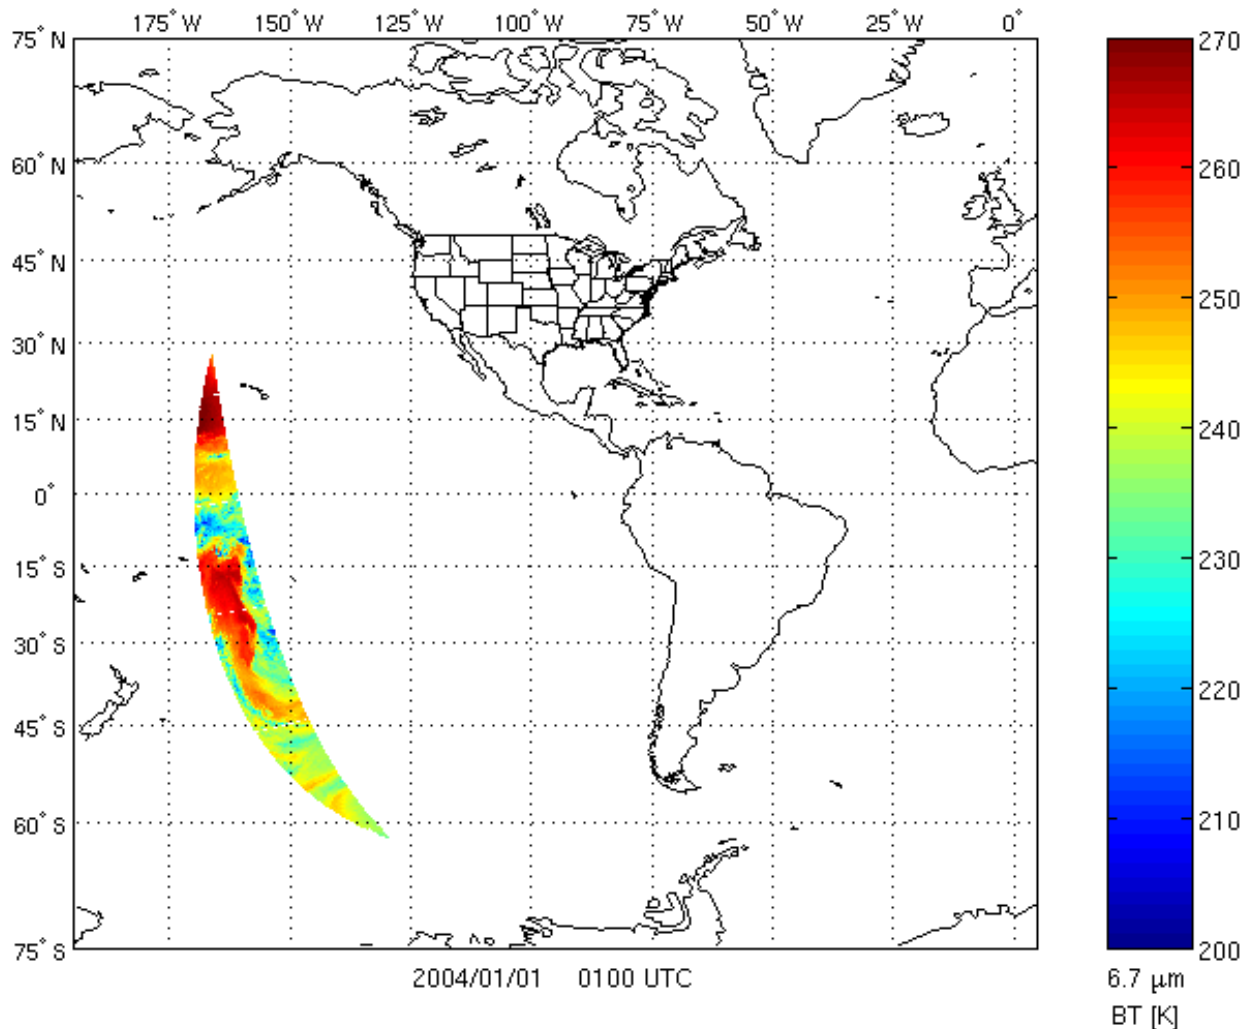 175° W 150° W 125° W 100° W 75° W 50° W 25° W 0°
75° N
60° N
45° N
30° N
15° N
0°
15° S
30° S
45° S
60° S
75° S
270
260
250
240
230
220
210
200
2004/01/01 0100 UTC
6.7 μm
BT [K]